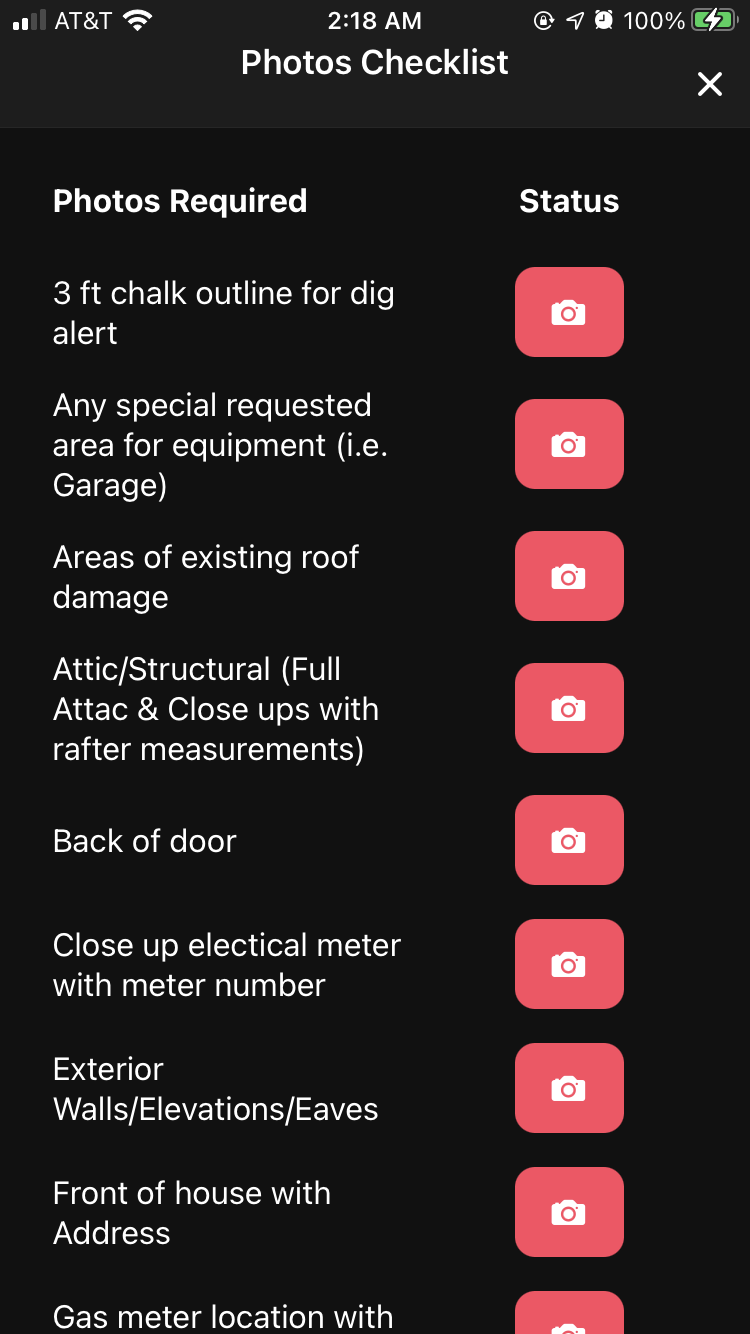 AT&T 2:18 AM 100%
Photos Checklist
Photos Required Status
3 ft chalk outline for dig
alert
Any special requested
area for equipment (i.e.
Garage)
Areas of existing roof
damage
Attic/Structural (Full
Attac & Close ups with
rafter measurements)
Back of door
Close up electical meter
with meter number
Exterior
Walls/Elevations/Eaves
Front of house with
Address
Gas meter location with